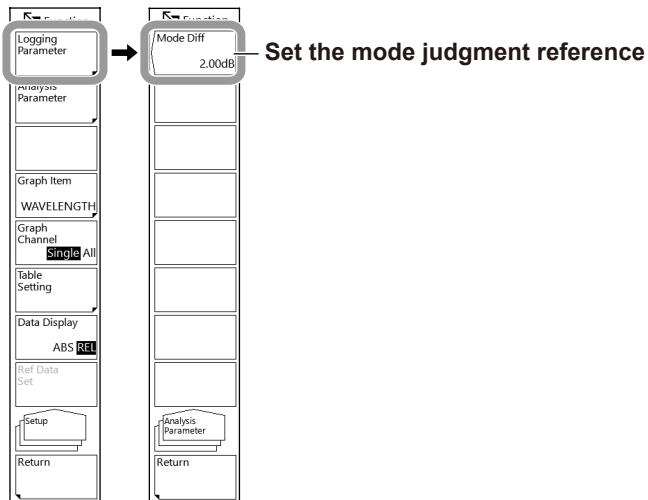 Function
Logging
Parameter
Analysis
Parameter
Graph Item
WAVELENGTH
Graph
Channel
Single All
Table
Setting
Data Display
ABS REL
Ref Data
Set
Setup
Return
Function
Mode Diff
2.00dB
Analysis
Parameter
Return
Set the mode judgment reference